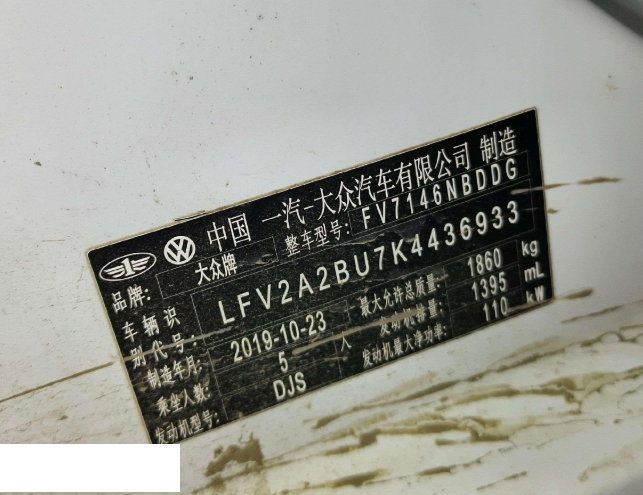 中国 一汽-大众汽车有限公司 制造
品牌: 大众牌 整车型号: FV7146NBDDG
车辆识别代号: LFV2A2BU7K4436933
制造年月: 2019-10-23 最大允许总质量: 1860 kg
乘坐人数: 5 人 发动机排量: 1395 mL
发动机型号: DJS 发动机最大净功率: 110 kW